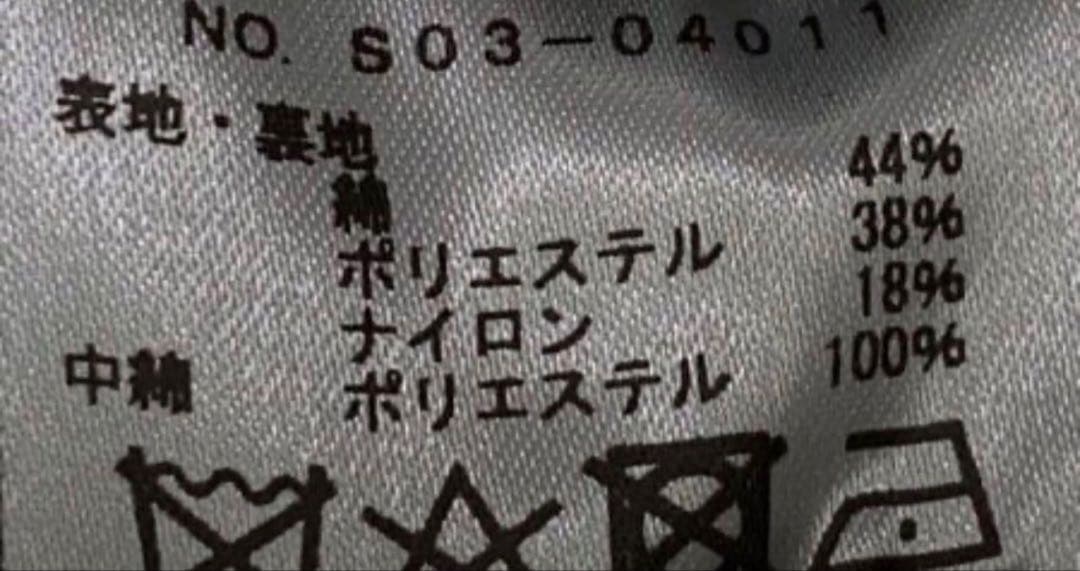 NO. S03-04011
表地・裏地
綿 44%
ポリエステル 38%
ナイロン 18%
中綿 ポリエステル 100%